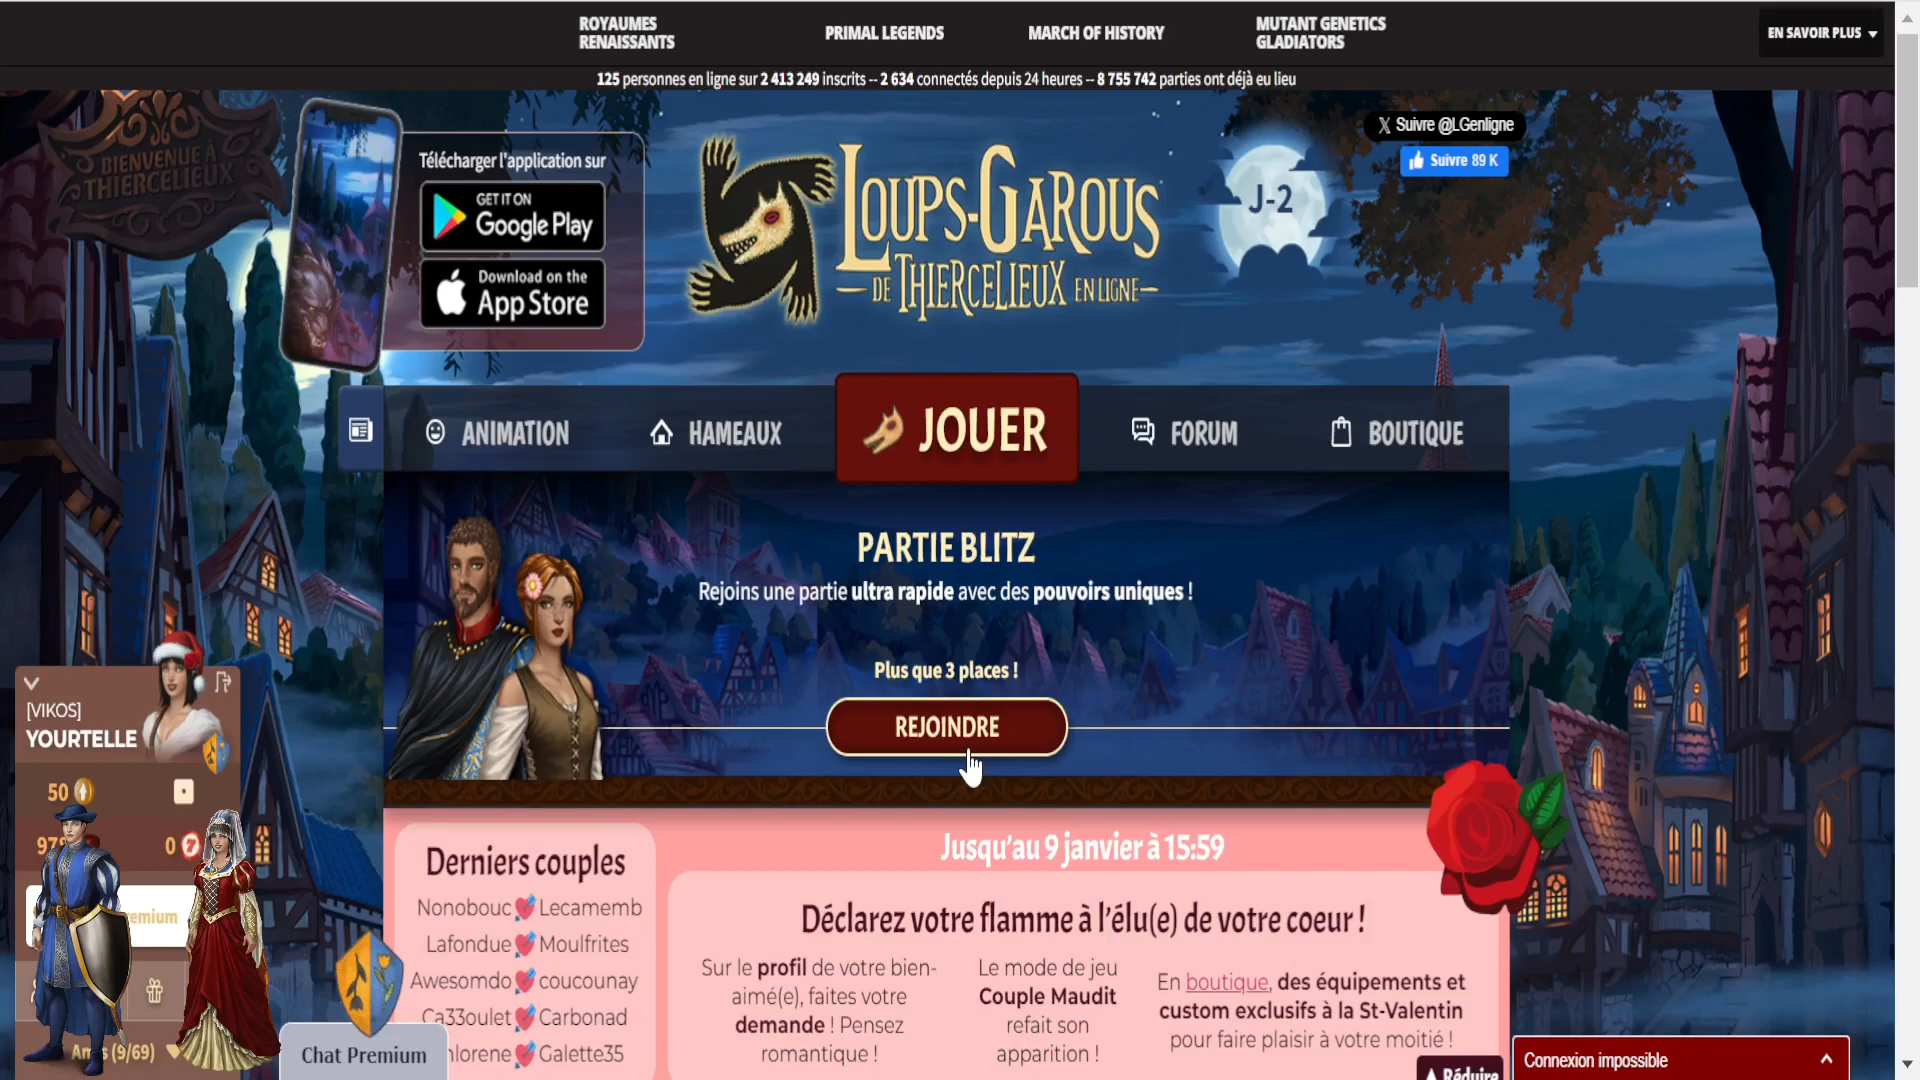 ROYAUMES
RENAISSANTS
PRIMAL LEGENDS
MARCH OF HISTORY
MUTANT GENETICS
GLADIATORS
EN SAVOIR PLUS
125 personnes en ligne sur 2 413 249 inscrits -- 2 634 connectés depuis 24 heures -- 8 755 742 parties ont déjà eu lieu
BIENVENUE À
THIERCELIEUX
Télécharger l'application sur
GET IT ON
Google Play
Download on the
App Store
LOUPS-GAROUS
DE THIERCELIEUX EN LIGNE
J-2
X Suivre @LGenligne
Suivre 89 K
ANIMATION
HAMEAUX
JOUER
FORUM
BOUTIQUE
PARTIE BLITZ
Rejoins une partie ultra rapide avec des pouvoirs uniques !
Plus que 3 places !
REJOINDRE
[VIKOS]
YOURTELLE
50
0 7
Amis (9/69)
Chat Premium
Derniers couples
Nonobouc Lecamemb
Lafondue Moulfrites
Awesomdo coucounay
Ca33oulet Carbonad
Galette35
Jusqu'au 9 janvier à 15:59
Déclarez votre flamme à l'élu(e) de votre coeur !
Sur le profil de votre bien-
aimé(e), faites votre
demande ! Pensez
romantique !
Le mode de jeu
Couple Maudit
refait son
apparition !
En boutique, des équipements et
custom exclusifs à la St-Valentin
pour faire plaisir à votre moitié !
Réduire
Connexion impossible